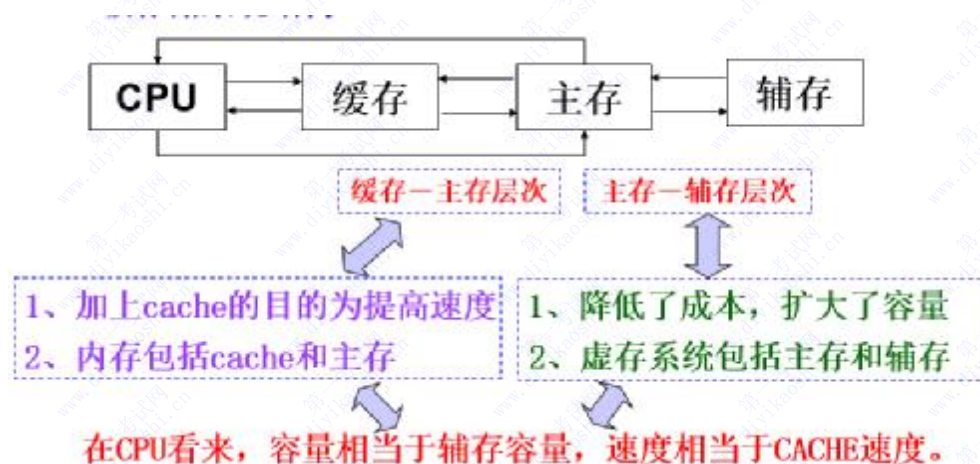 CPU
缓存
主存
辅存
缓存－主存层次
主存－辅存层次
1、加上cache的目的为提高速度
2、内存包括cache和主存
1、降低了成本，扩大了容量
2、虚存系统包括主存和辅存
在CPU看来，容量相当于辅存容量，速度相当于CACHE速度。